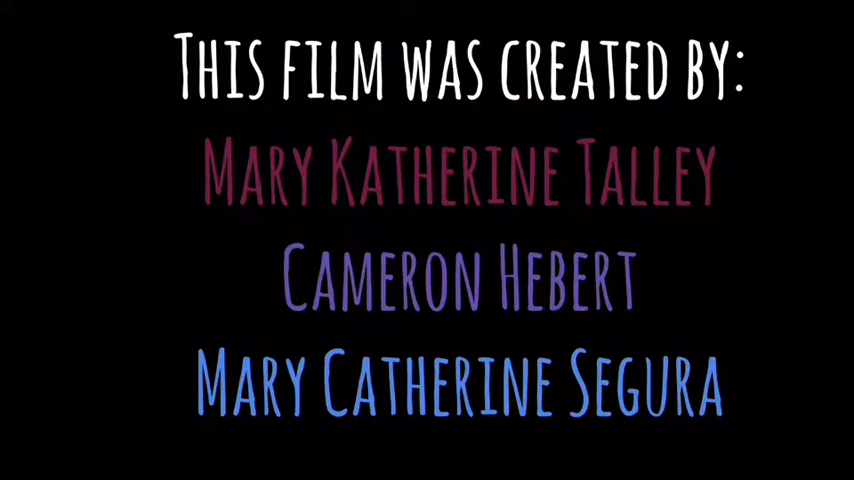 This film was created by:
Mary Katherine Talley
Cameron Hebert
Mary Catherine Segura